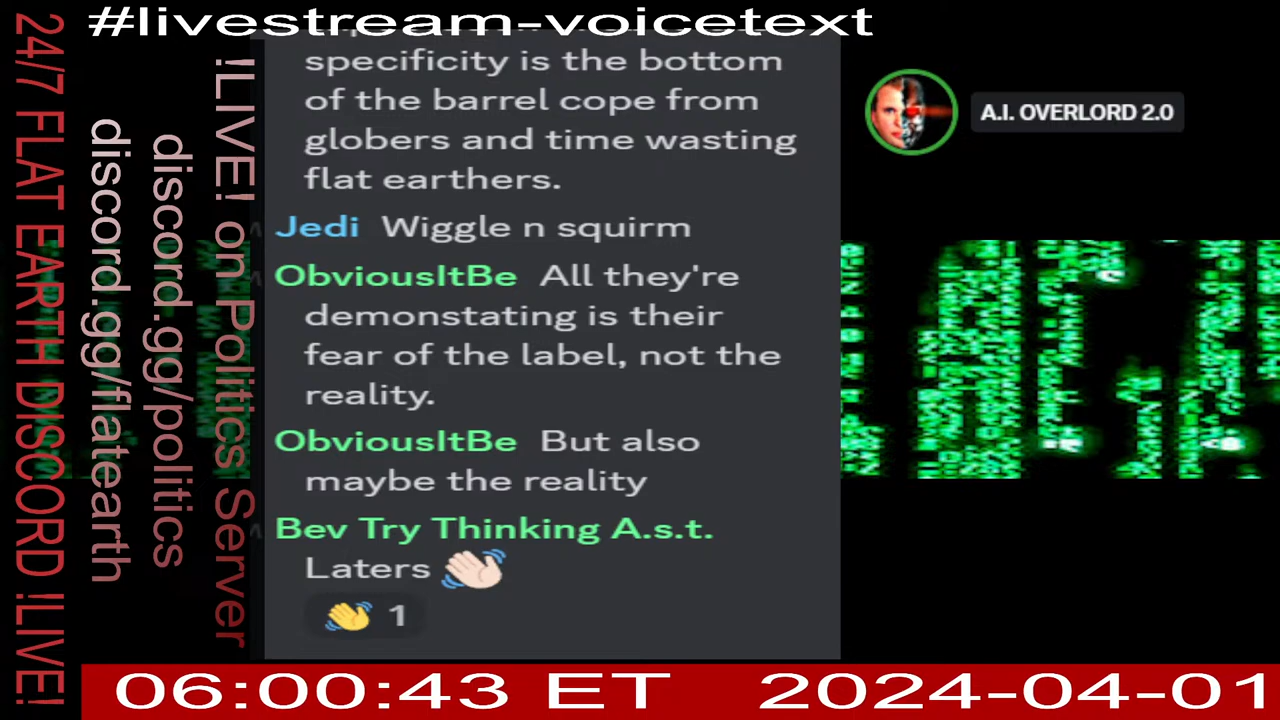 #livestream-voicetext
24/7 FLAT EARTH DISCORD !LIVE!
discord.gg/flatearth
discord.gg/politics
!LIVE! on Politics Server
specificity is the bottom
of the barrel cope from
globers and time wasting
flat earthers.
Jedi Wiggle n squirm
ObviousItBe All they're
demonstating is their
fear of the label, not the
reality.
ObviousItBe But also
maybe the reality
Bev Try Thinking A.s.t.
Laters 👋🏻
👋 1
A.I. OVERLORD 2.0
06:00:43 ET 2024-04-01